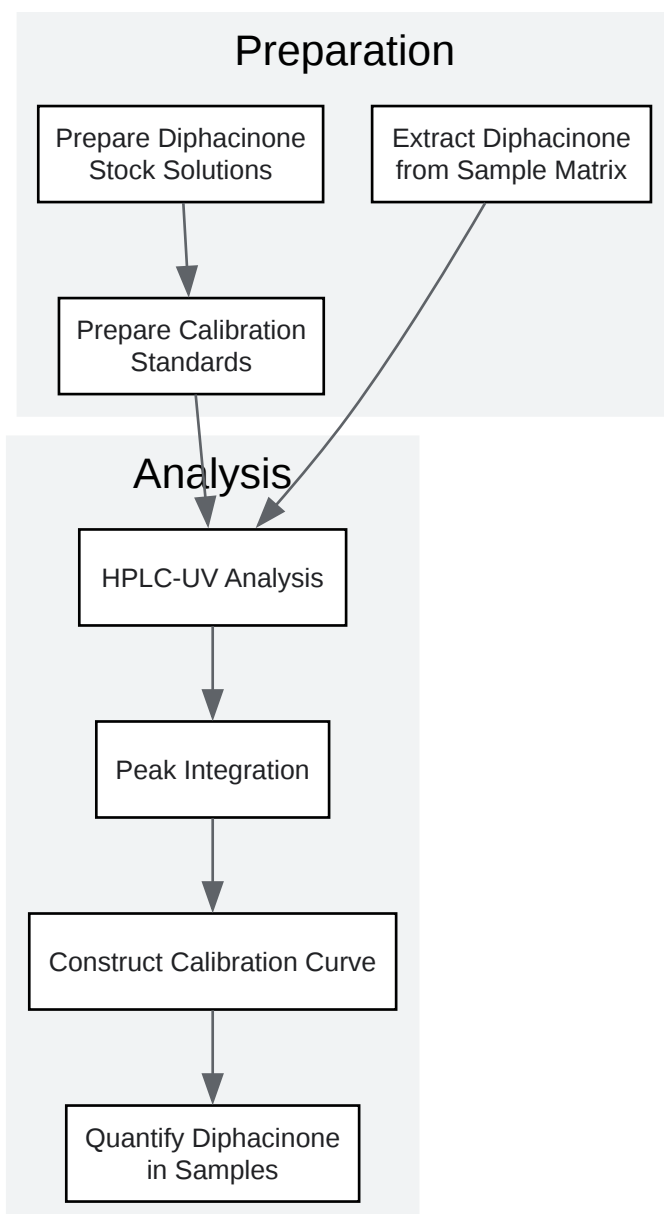 Preparation
Prepare Diphacinone
Stock Solutions
Extract Diphacinone
from Sample Matrix
Prepare Calibration
Standards
Analysis
HPLC-UV Analysis
Peak Integration
Construct Calibration Curve
Quantify Diphacinone
in Samples